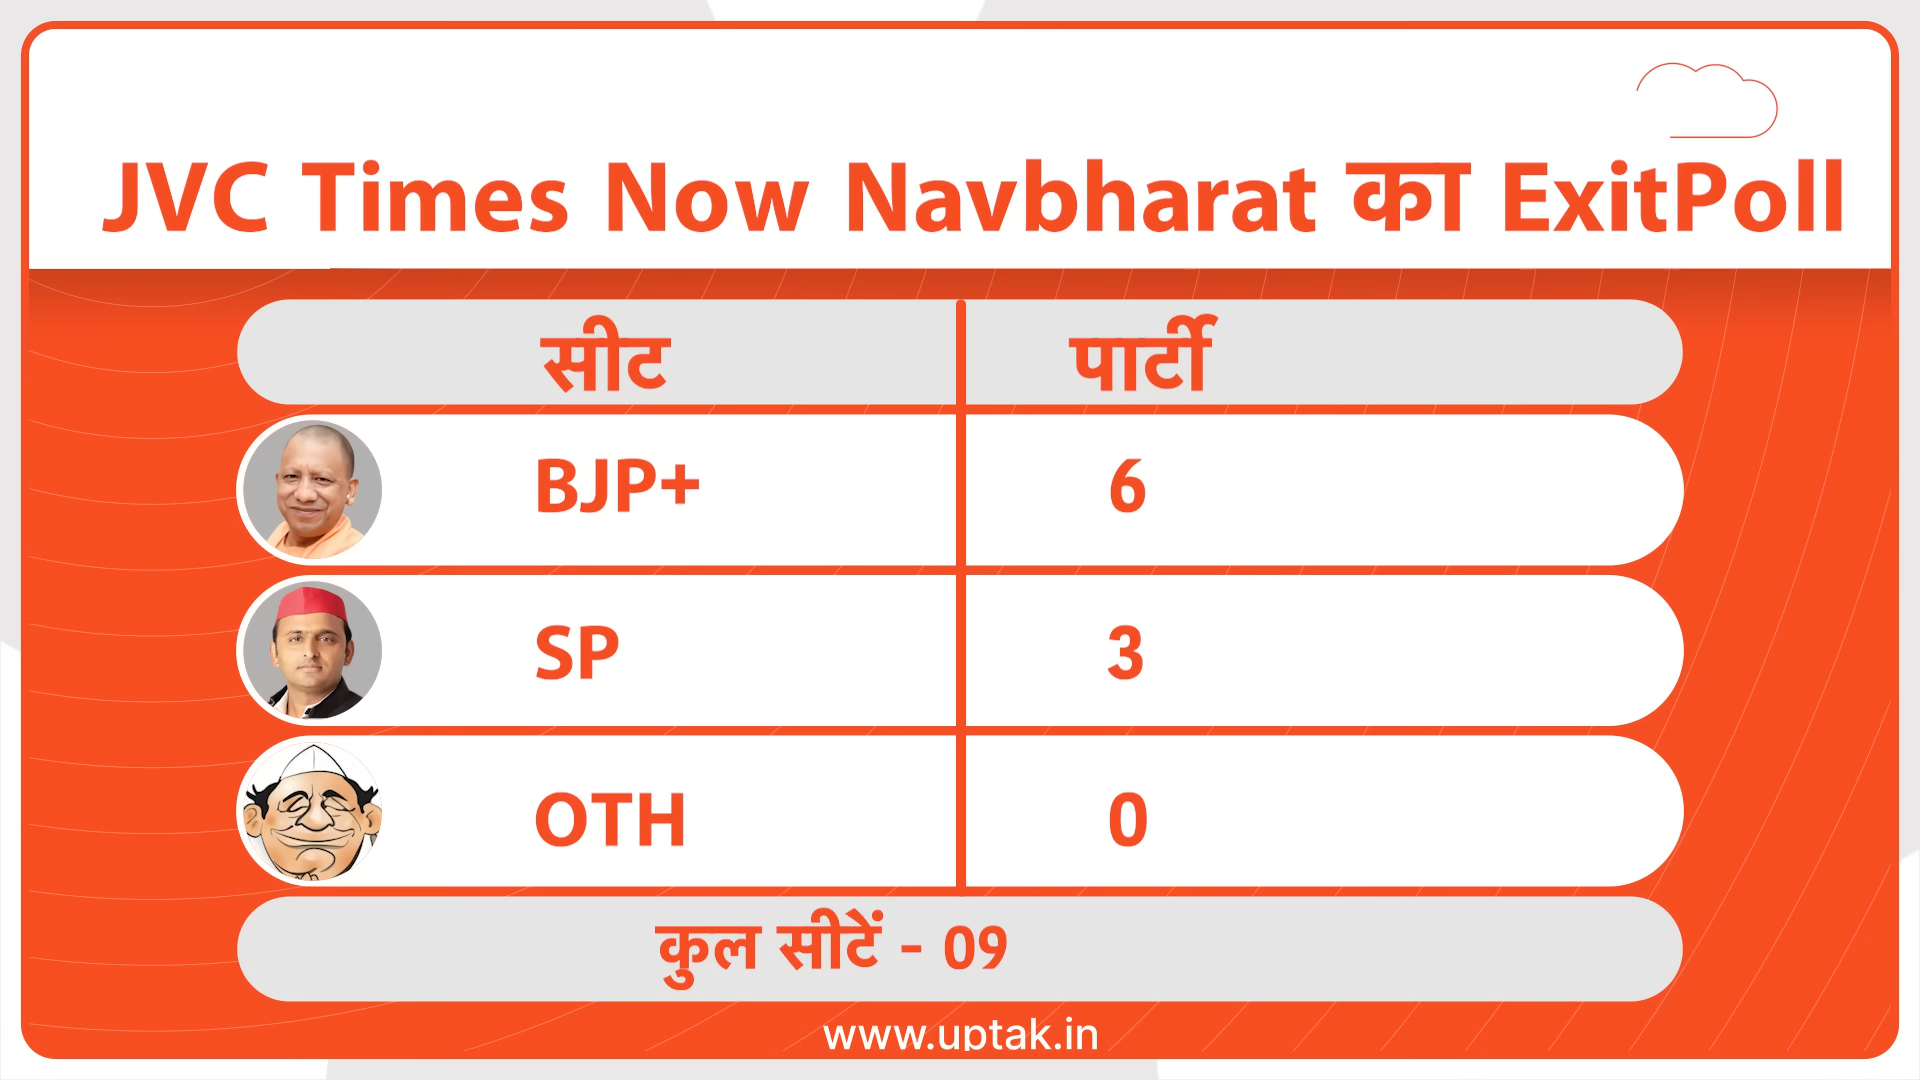 JVC Times Now Navbharat का ExitPoll
सीट पार्टी
BJP+ 6
SP 3
OTH 0
कुल सीटें - 09
www.uptak.in